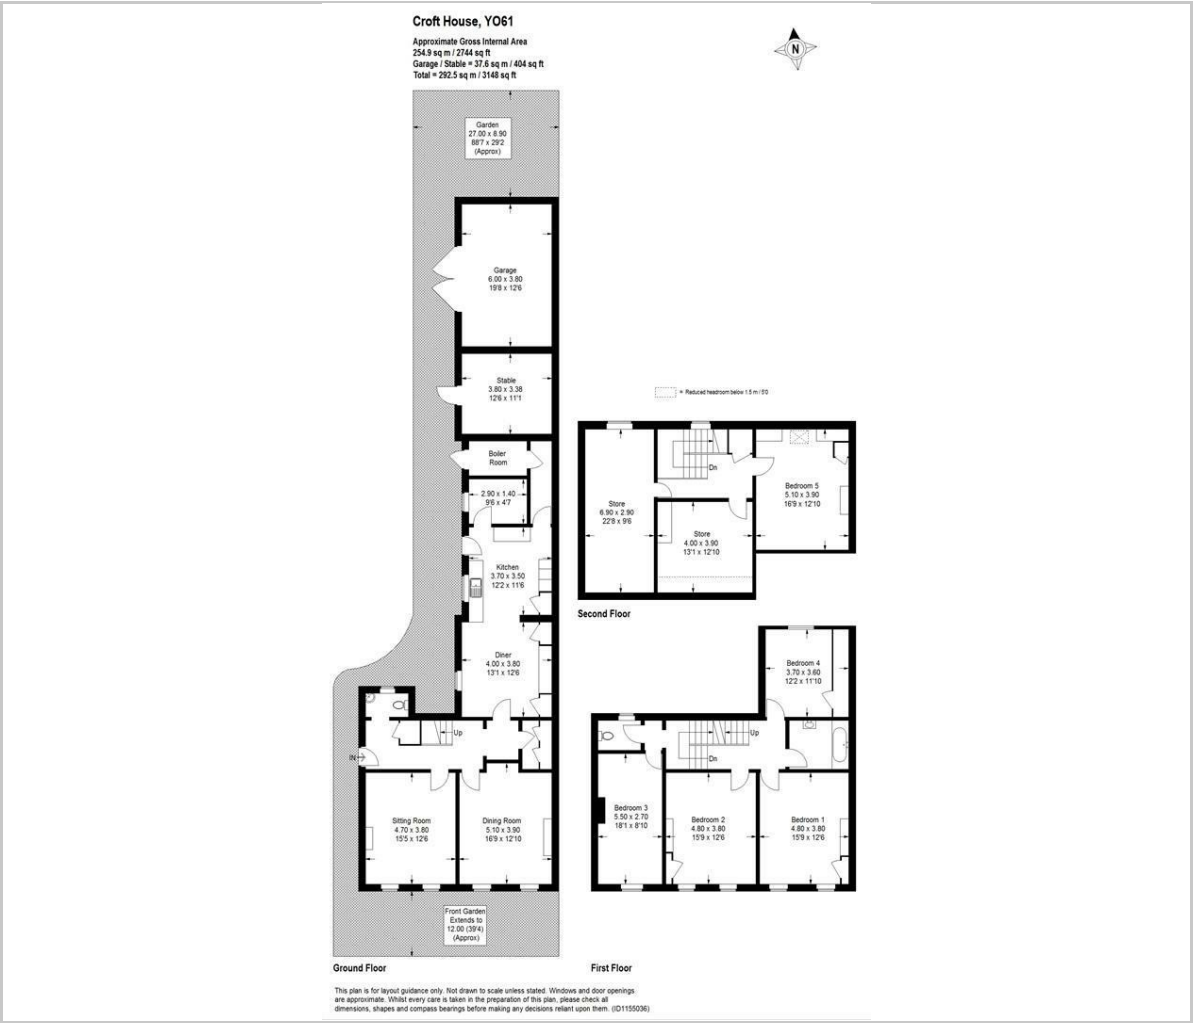 Croft House, YO61
Approximate Gross Internal Area
254.9 sq m / 2744 sq ft
Garage / Stable = 37.6 sq m / 404 sq ft
Total = 292.5 sq m / 3148 sq ft
N
Garden
27.00 x 8.90
88'7 x 29'2
(Approx)
Garage
6.00 x 3.80
19'8 x 12'6
Stable
3.80 x 3.38
12'6 x 11'1
Boiler
Room
2.90 x 1.40
9'6 x 4'7
Kitchen
3.70 x 3.50
12'2 x 11'6
Diner
4.00 x 3.80
13'1 x 12'6
Up
IN
Sitting Room
4.70 x 3.80
15'5 x 12'6
Dining Room
5.10 x 3.90
16'9 x 12'10
Front Garden
Extends to
12.00 (39'4)
(Approx)
Ground Floor
= Reduced headroom below 1.5 m / 5'0
Dn
Store
6.90 x 2.90
22'8 x 9'6
Store
4.00 x 3.90
13'1 x 12'10
Bedroom 5
5.10 x 3.90
16'9 x 12'10
Second Floor
Bedroom 4
3.70 x 3.60
12'2 x 11'10
Up
Dn
Bedroom 3
5.50 x 2.70
18'1 x 8'10
Bedroom 2
4.80 x 3.80
15'9 x 12'6
Bedroom 1
4.80 x 3.80
15'9 x 12'6
First Floor
This plan is for layout guidance only. Not drawn to scale unless stated. Windows and door openings
are approximate. Whilst every care is taken in the preparation of this plan, please check all
dimensions, shapes and compass bearings before making any decisions reliant upon them. (ID1155036)